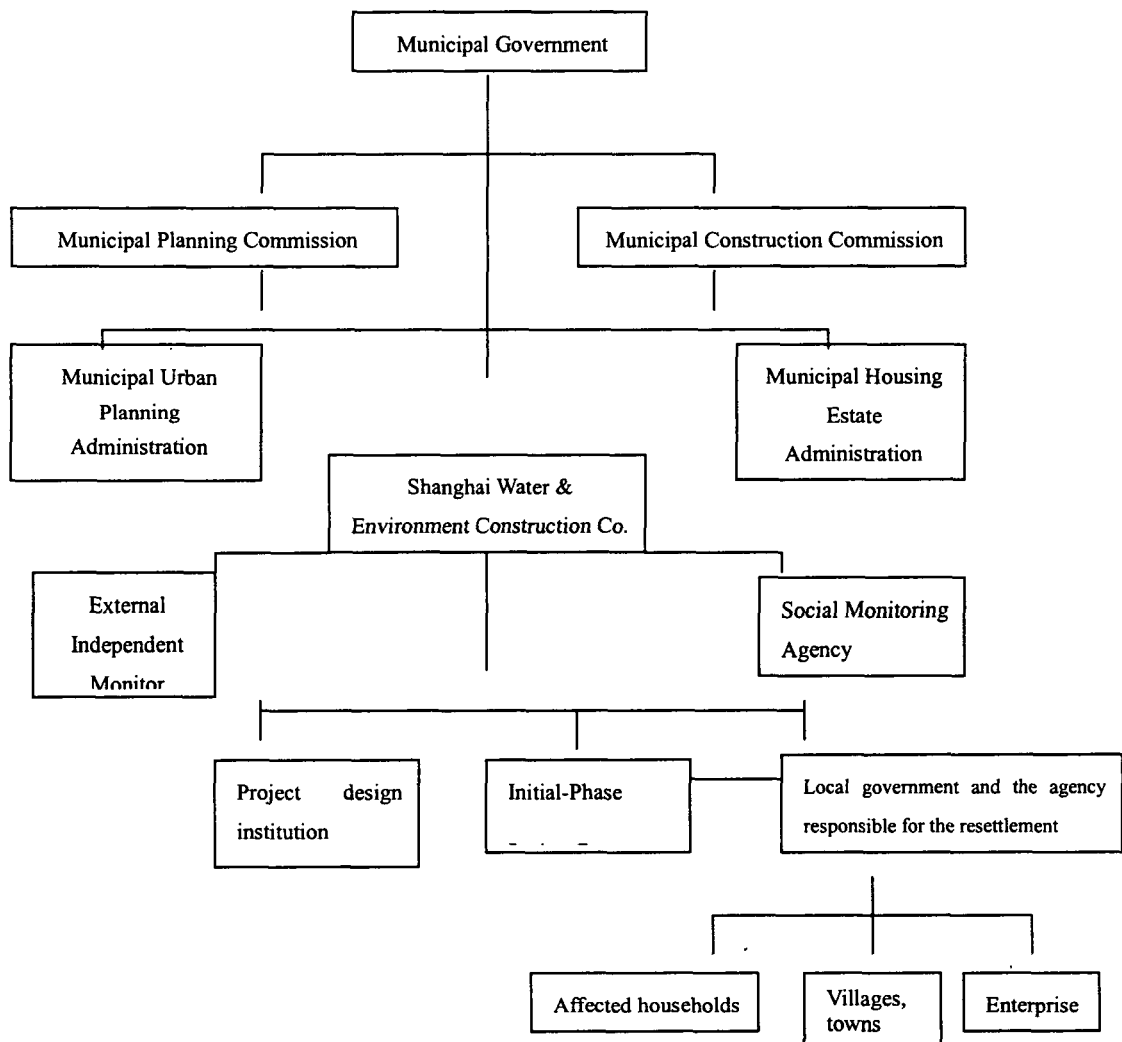 Municipal Government
Municipal Planning Commission
Municipal Construction Commission
Municipal Urban
Planning
Administration
Municipal Housing
Estate
Administration
Shanghai Water &
Environment Construction Co.
External
Independent
Monitor
Social Monitoring
Agency
Project design
institution
Initial-Phase
Local government and the agency
responsible for the resettlement
Affected households
Villages,
towns
Enterprise